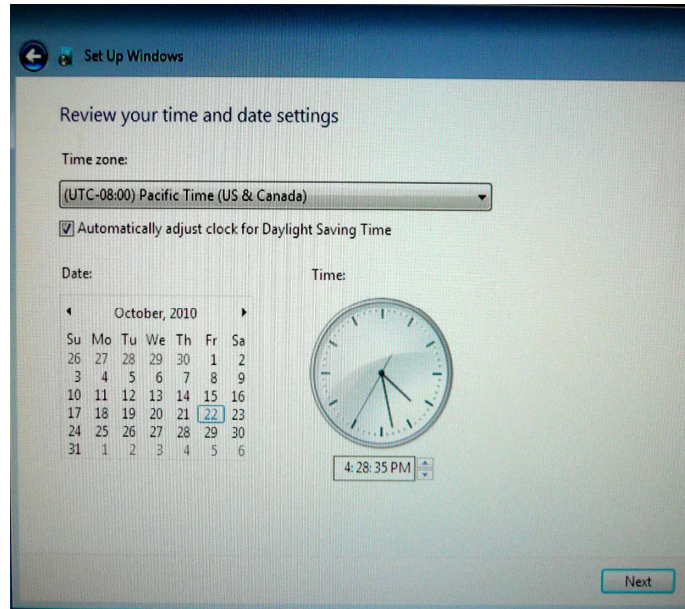 Set Up Windows
Review your time and date settings
Time zone:
(UTC-08:00) Pacific Time (US & Canada)
Automatically adjust clock for Daylight Saving Time
Date:
Time:
October, 2010
Su Mo Tu We Th Fr Sa
26 27 28 29 30 1 2
3 4 5 6 7 8 9
10 11 12 13 14 15 16
17 18 19 20 21 22 23
24 25 26 27 28 29 30
31 1 2 3 4 5 6
4: 28: 35 PM
Next